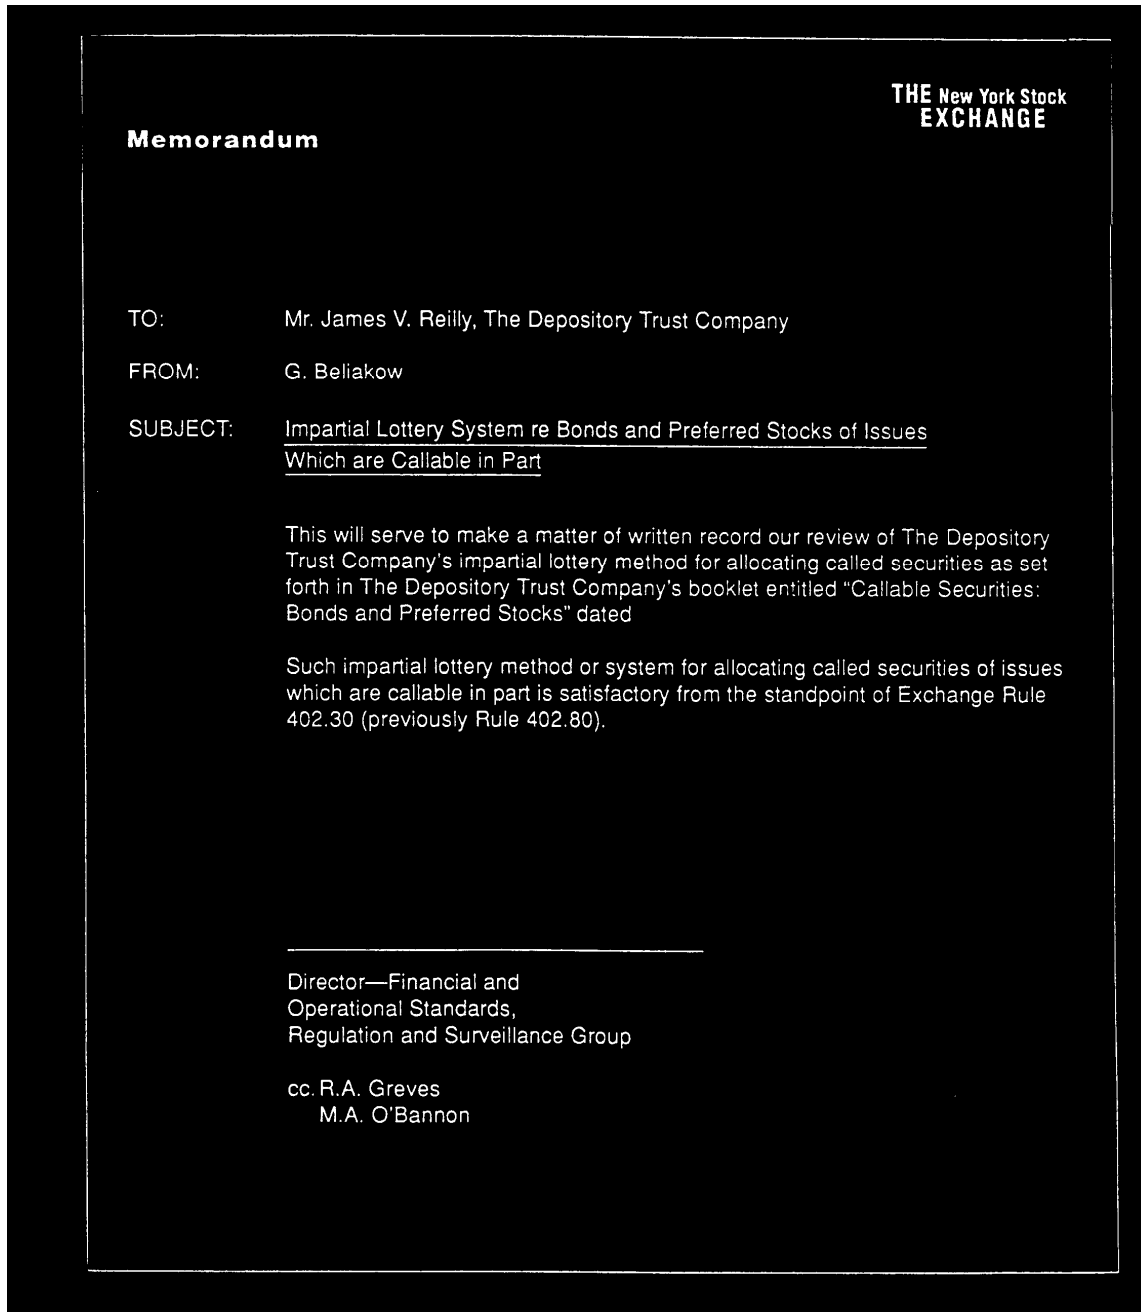 THE New York Stock
EXCHANGE
Memorandum
TO: Mr. James V. Reilly, The Depository Trust Company
FROM: G. Beliakow
SUBJECT: Impartial Lottery System re Bonds and Preferred Stocks of Issues
Which are Callable in Part
This will serve to make a matter of written record our review of The Depository
Trust Company's impartial lottery method for allocating called securities as set
forth in The Depository Trust Company's booklet entitled "Callable Securities:
Bonds and Preferred Stocks" dated
Such impartial lottery method or system for allocating called securities of issues
which are callable in part is satisfactory from the standpoint of Exchange Rule
402.30 (previously Rule 402.80).
Director—Financial and
Operational Standards,
Regulation and Surveillance Group
cc. R.A. Greves
M.A. O'Bannon